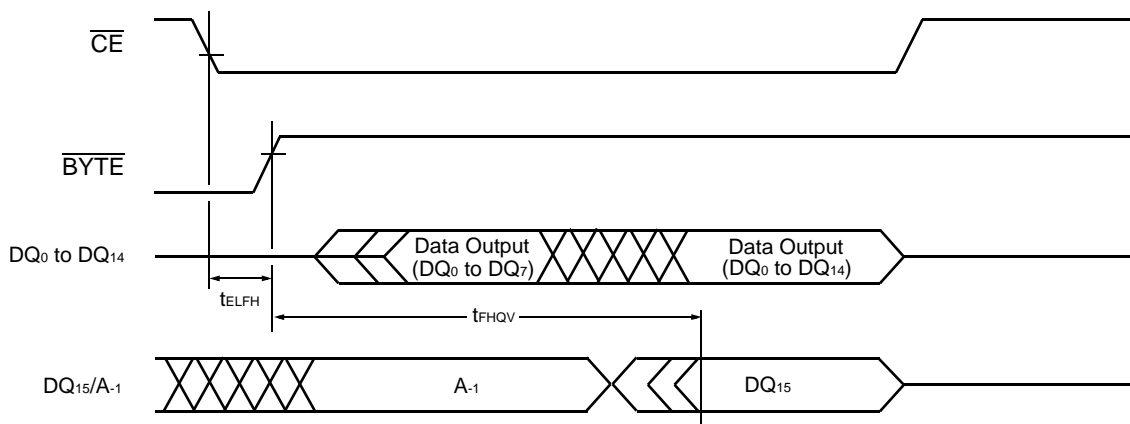 CE
BYTE
DQ0 to DQ14
Data Output
(DQ0 to DQ7)
Data Output
(DQ0 to DQ14)
tELFH
tFHQV
DQ15/A-1
A-1
DQ15